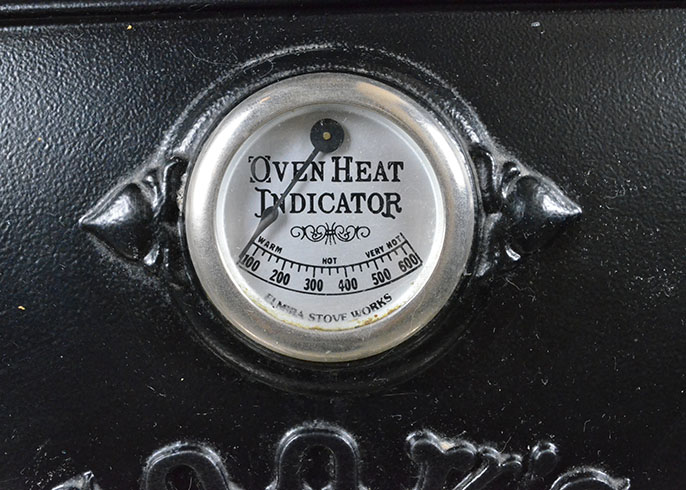 OVEN HEAT
INDICATOR
WARM HOT VERY HOT
100 200 300 400 500 600
ELMIRA STOVE WORKS